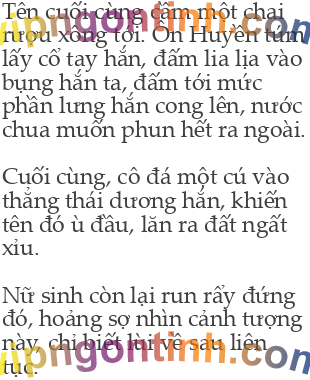 Tên cuối cùng cầm một chai
rượu xông tới. Ôn Huyền túm
lấy cổ tay hắn, đấm lia lịa vào
bụng hắn ta, đấm tới mức
phần lưng hắn cong lên, nước
chua muốn phun hết ra ngoài.
Cuối cùng, cô đá một cú vào
thẳng thái dương hắn, khiến
tên đó ù đầu, lăn ra đất ngất
xỉu.
Nữ sinh còn lại run rẩy đứng
đó, hoảng sợ nhìn cảnh tượng
này, chỉ biết lùi về sau liên
tục.
vipngontinh.com
vipngontinh.com